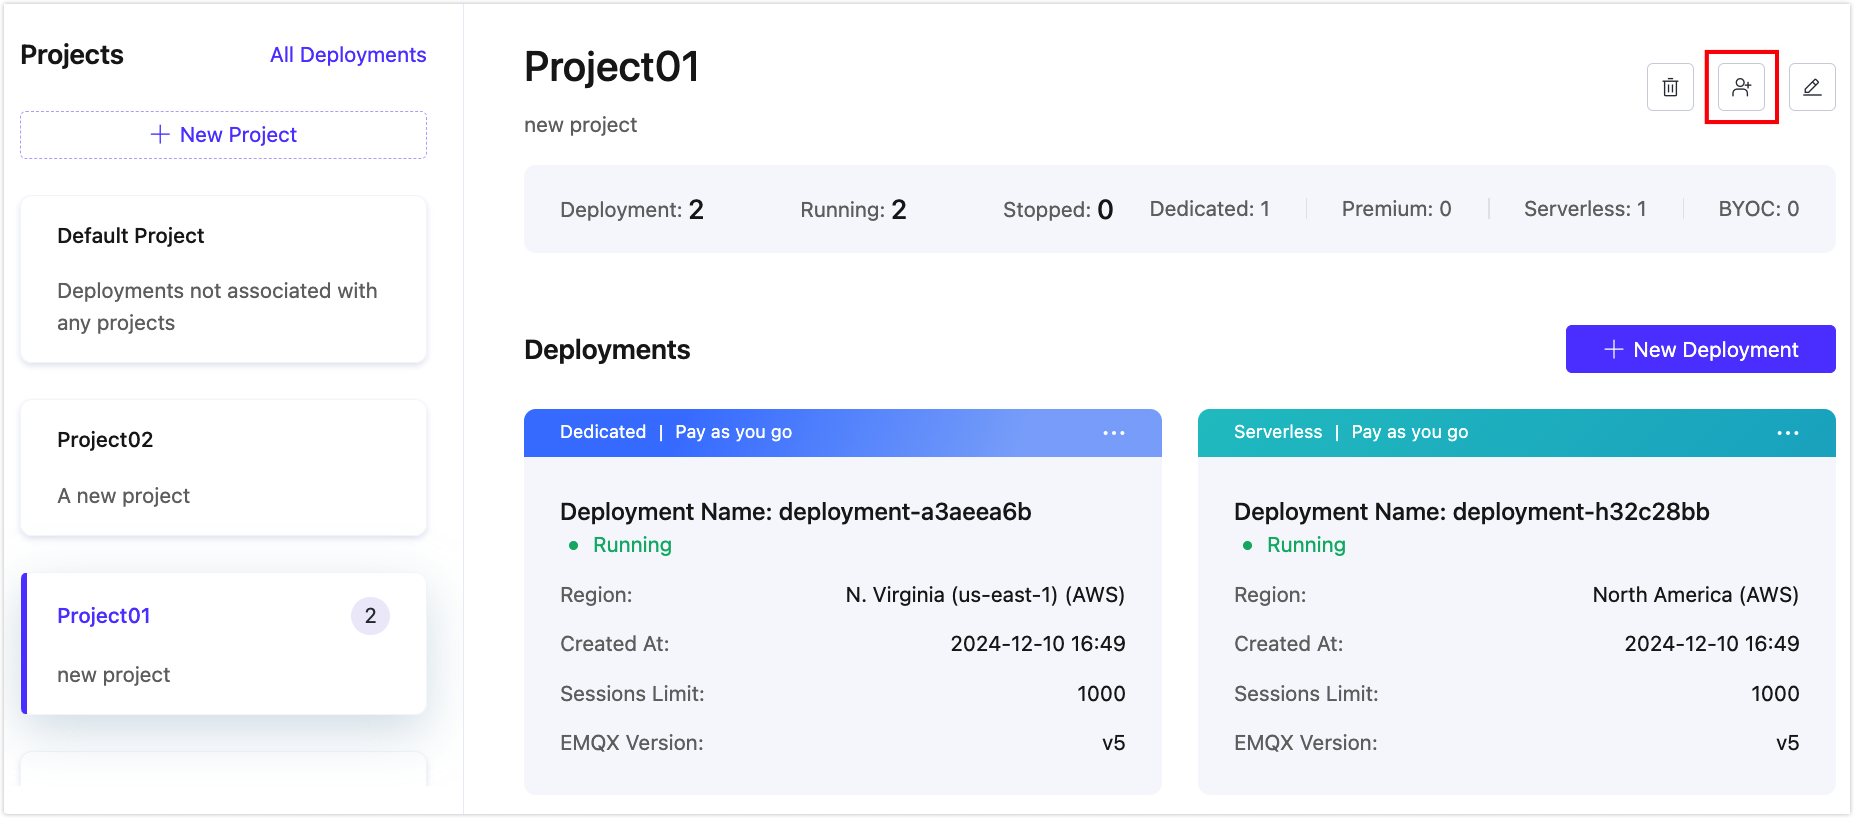 Projects
All Deployments
+ New Project
Default Project
Deployments not associated with
any projects
Project02
A new project
Project01
2
new project
Project01
new project
Deployment: 2
Running: 2
Stopped: 0
Dedicated: 1
Premium: 0
Serverless: 1
BYOC: 0
Deployments
+ New Deployment
Dedicated | Pay as you go
Deployment Name: deployment-a3aeea6b
Running
Region: N. Virginia (us-east-1) (AWS)
Created At: 2024-12-10 16:49
Sessions Limit: 1000
EMQX Version: v5
Serverless | Pay as you go
Deployment Name: deployment-h32c28bb
Running
Region: North America (AWS)
Created At: 2024-12-10 16:49
Sessions Limit: 1000
EMQX Version: v5